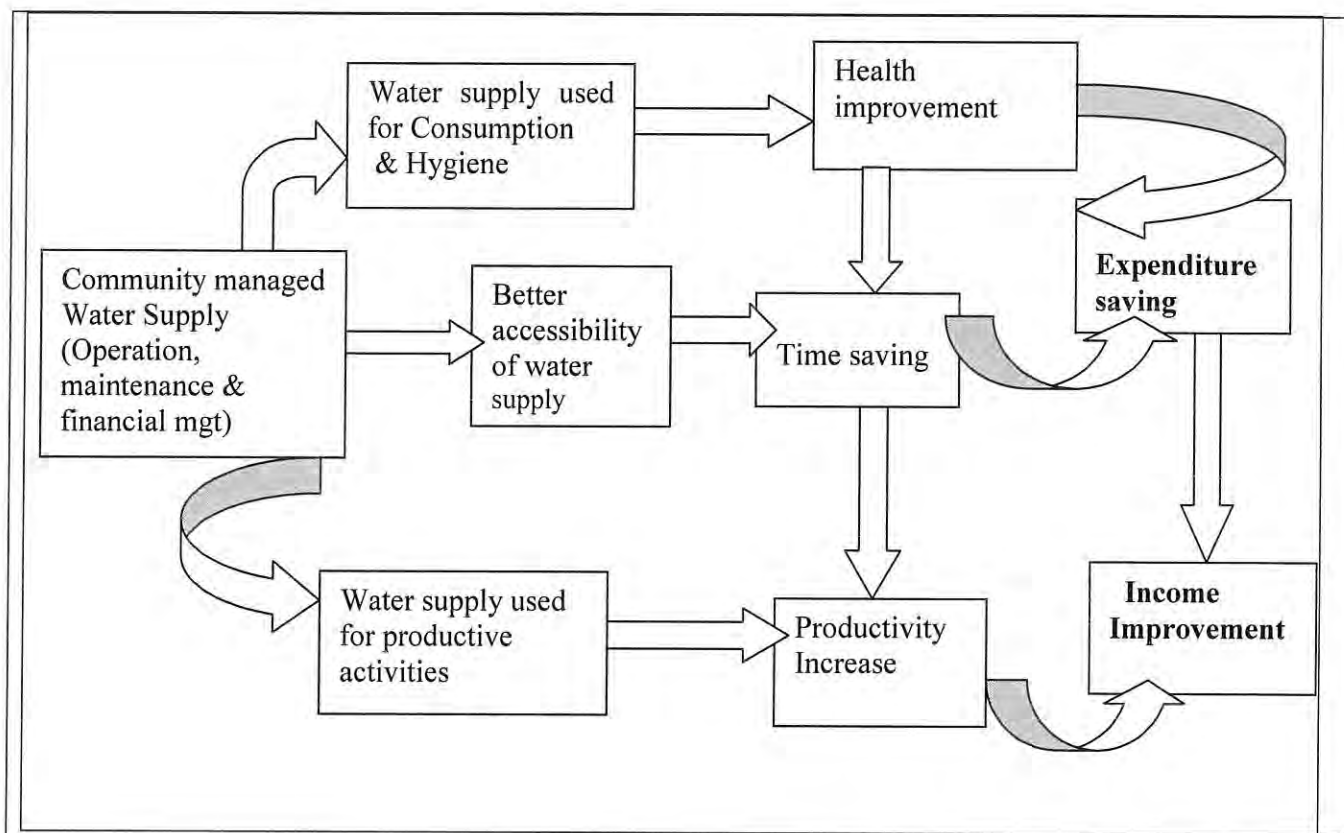 Water supply used
for Consumption
& Hygiene
Health
improvement
Community managed
Water Supply
(Operation,
maintenance &
financial mgt)
Better
accessibility
of water
supply
Time saving
Expenditure
saving
Water supply used
for productive
activities
Productivity
Increase
Income
Improvement